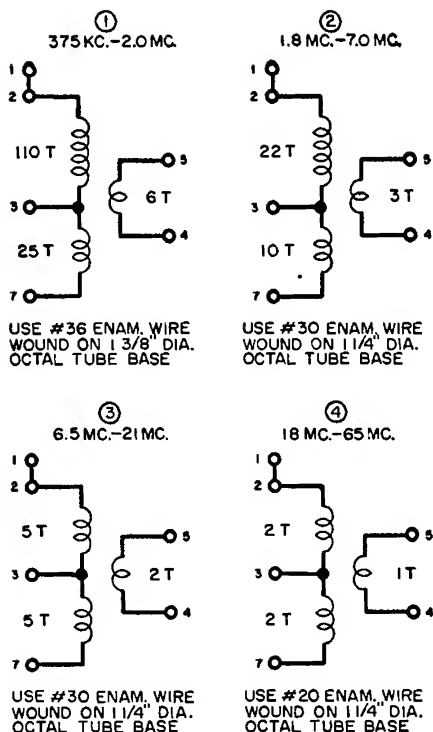 ①
375 KC.-2.0 MC.
1
2
110 T
5
6 T
3
4
25 T
7
USE #36 ENAM. WIRE
WOUND ON 1 3/8" DIA.
OCTAL TUBE BASE
②
1.8 MC.-7.0 MC.
1
2
22 T
5
3 T
3
4
10 T
7
USE #30 ENAM. WIRE
WOUND ON 1 1/4" DIA.
OCTAL TUBE BASE
③
6.5 MC.-21 MC.
1
2
5 T
5
2 T
3
4
5 T
7
USE #30 ENAM. WIRE
WOUND ON 1 1/4" DIA.
OCTAL TUBE BASE
④
18 MC.-65 MC.
1
2
2 T
5
1 T
3
4
2 T
7
USE #20 ENAM. WIRE
WOUND ON 1 1/4" DIA.
OCTAL TUBE BASE